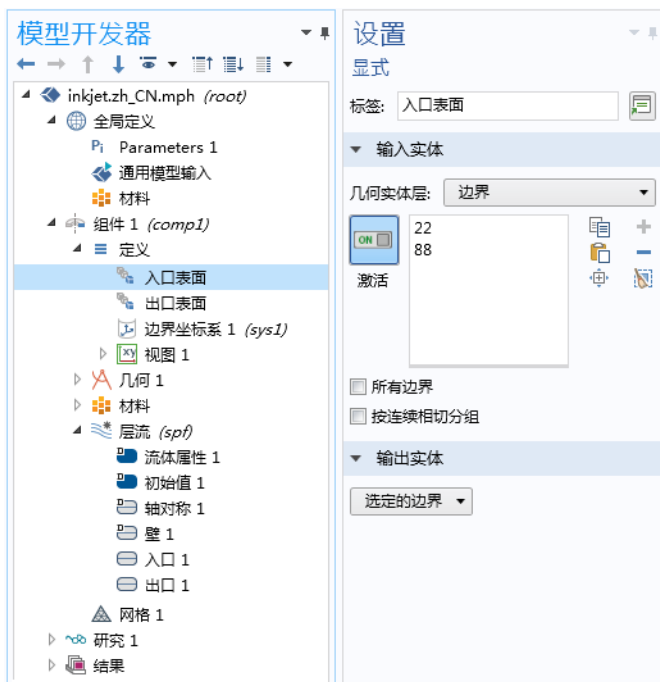 模型开发器
inkjet.zh_CN.mph (root)
全局定义
Pi Parameters 1
通用模型输入
材料
组件 1 (comp1)
定义
入口表面
出口表面
边界坐标系 1 (sys1)
xy 视图 1
几何 1
材料
层流 (spf)
D 流体属性 1
D 初始值 1
D 轴对称 1
D 壁 1
入口 1
出口 1
网格 1
研究 1
结果
设置
显式
标签: 入口表面
输入实体
几何实体层: 边界
ON
激活
22
88
所有边界
按连续相切分组
输出实体
选定的边界